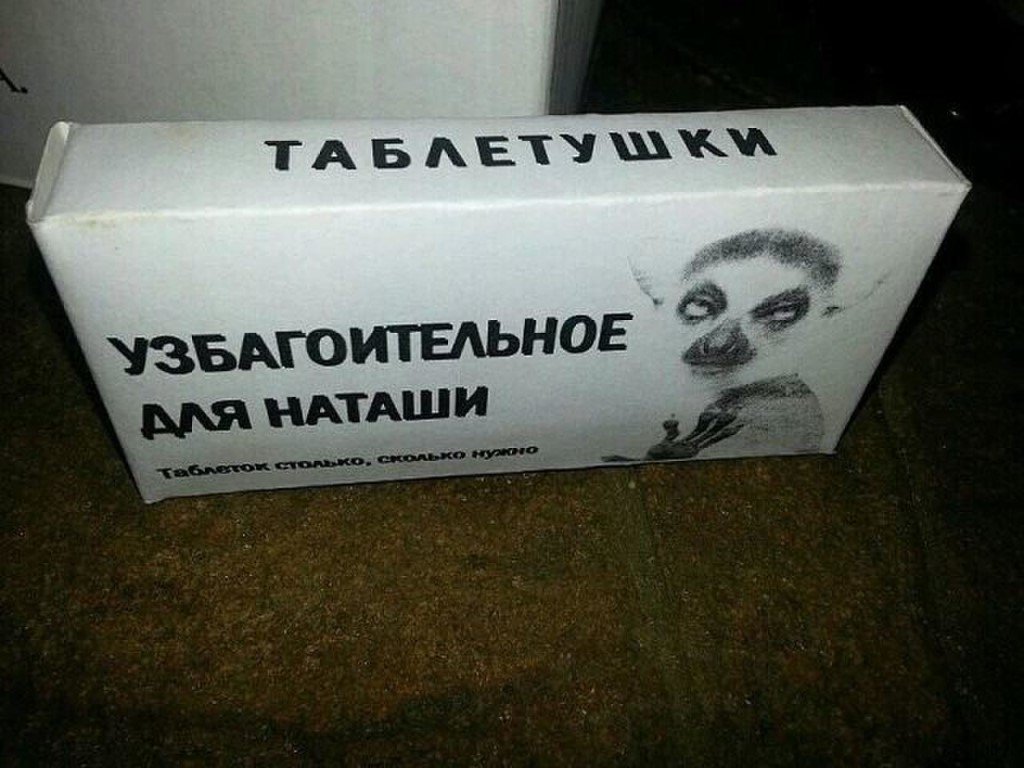 А.
ТАБЛЕТУШКИ
УЗБАГОИТЕЛЬНОЕ
ДЛЯ НАТАШИ
Таблеток столько, сколько нужно